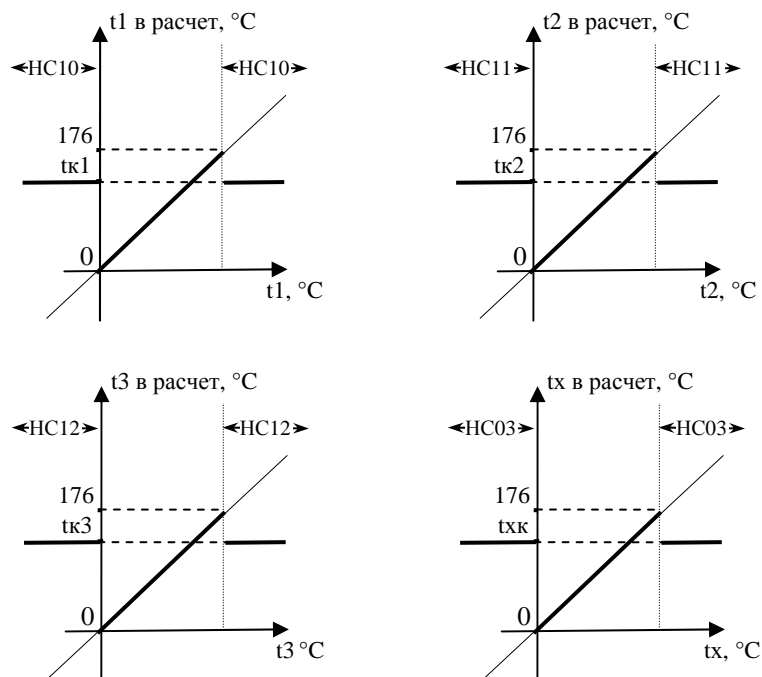 t1 в расчет, °C
НС10
НС10
176
tк1
0
t1, °C
t2 в расчет, °C
НС11
НС11
176
tк2
0
t2, °C
t3 в расчет, °C
НС12
НС12
176
tк3
0
t3 °C
tх в расчет, °C
НС03
НС03
176
tхк
0
tх, °C